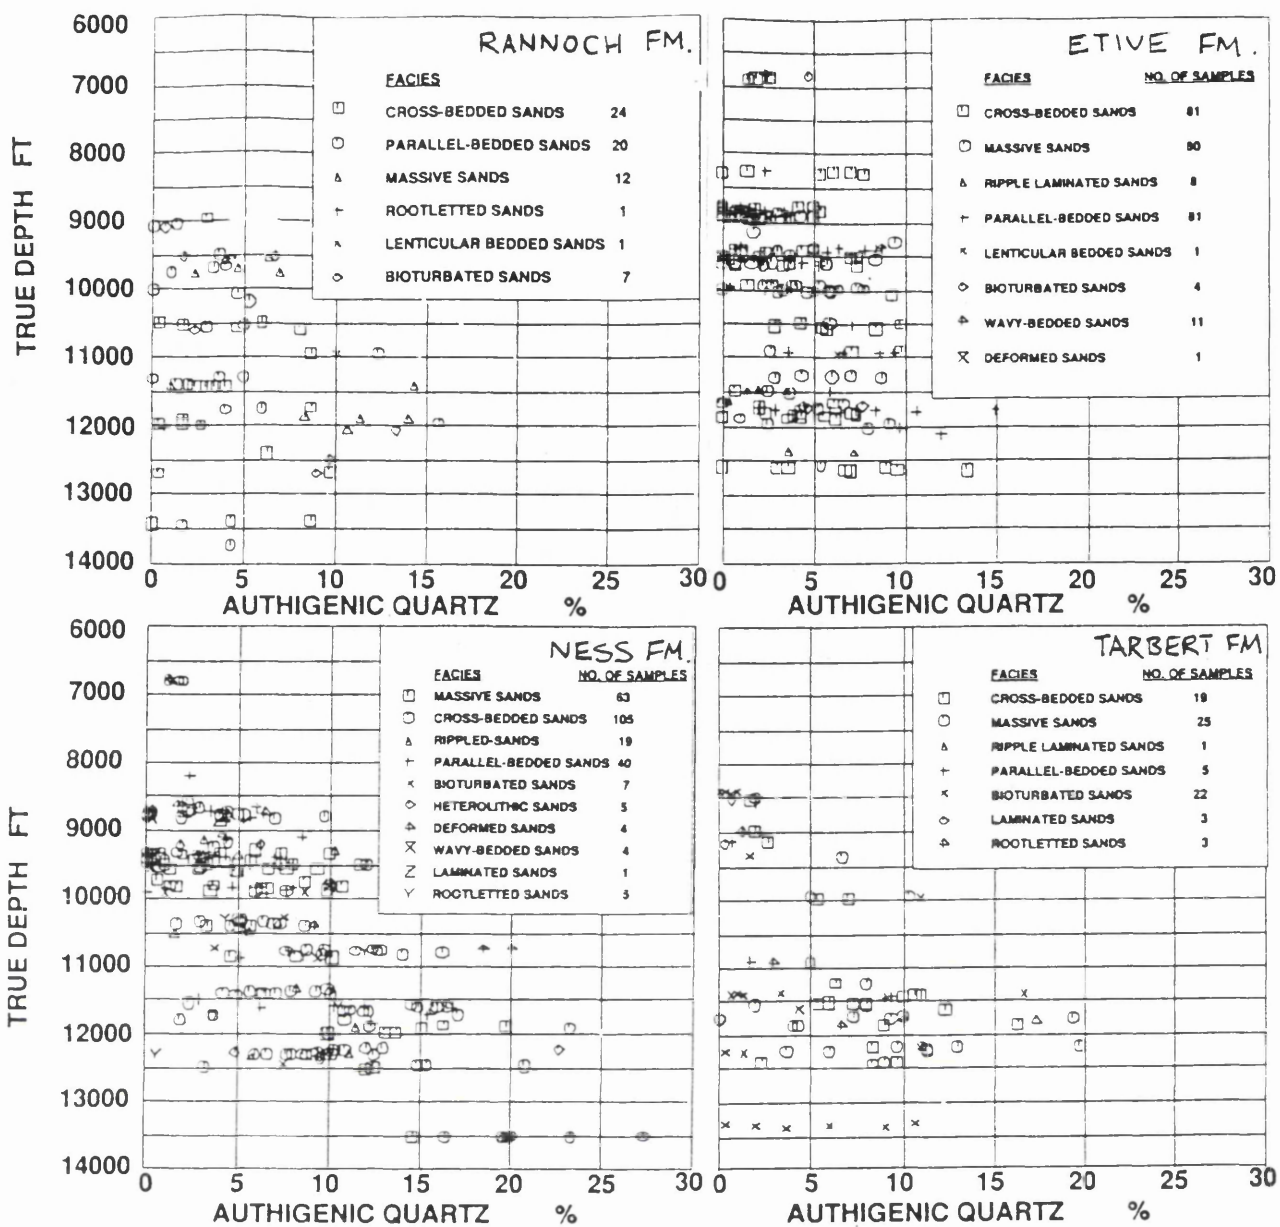 RANNOCH FM.
FACIES
CROSS-BEDDED SANDS 24
PARALLEL-BEDDED SANDS 20
MASSIVE SANDS 12
ROOTLETTED SANDS 1
LENTICULAR BEDDED SANDS 1
BIOTURBATED SANDS 7
TRUE DEPTH FT
6000
7000
8000
9000
10000
11000
12000
13000
14000
0 5 10 15 20 25 30
AUTHIGENIC QUARTZ %
ETIVE FM.
FACIES NO. OF SAMPLES
CROSS-BEDDED SANDS 81
MASSIVE SANDS 80
RIPPLE LAMINATED SANDS 8
PARALLEL-BEDDED SANDS 81
LENTICULAR BEDDED SANDS 1
BIOTURBATED SANDS 4
WAVY-BEDDED SANDS 11
DEFORMED SANDS 1
0 5 10 15 20 25 30
AUTHIGENIC QUARTZ %
NESS FM.
FACIES NO. OF SAMPLES
MASSIVE SANDS 63
CROSS-BEDDED SANDS 105
RIPPLED-SANDS 19
PARALLEL-BEDDED SANDS 40
BIOTURBATED SANDS 7
HETEROLITHIC SANDS 5
DEFORMED SANDS 4
WAVY-BEDDED SANDS 4
LAMINATED SANDS 1
ROOTLETTED SANDS
TRUE DEPTH FT
6000
7000
8000
9000
10000
11000
12000
13000
14000
0 5 10 15 20 25 30
AUTHIGENIC QUARTZ %
TARBERT FM
FACIES NO. OF SAMPLES
CROSS-BEDDED SANDS 19
MASSIVE SANDS 25
RIPPLE LAMINATED SANDS 1
PARALLEL-BEDDED SANDS 5
BIOTURBATED SANDS 22
LAMINATED SANDS 3
ROOTLETTED SANDS 3
0 5 10 15 20 25 30
AUTHIGENIC QUARTZ %